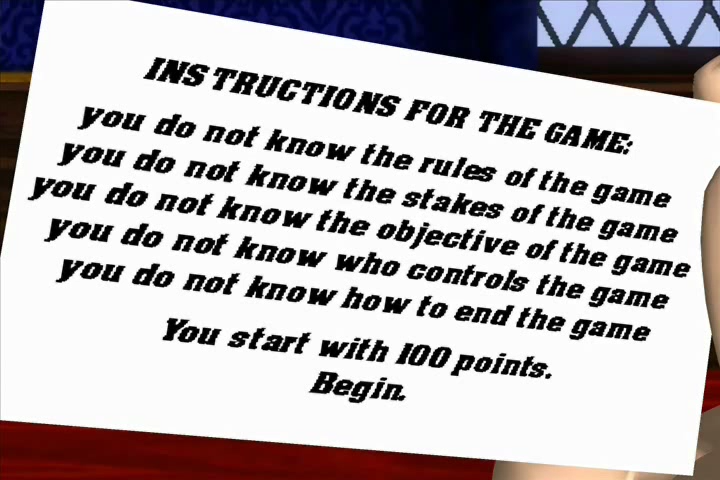 INSTRUCTIONS FOR THE GAME:
you do not know the rules of the game
you do not know the stakes of the game
you do not know the objective of the game
you do not know who controls the game
you do not know how to end the game
You start with 100 points.
Begin.